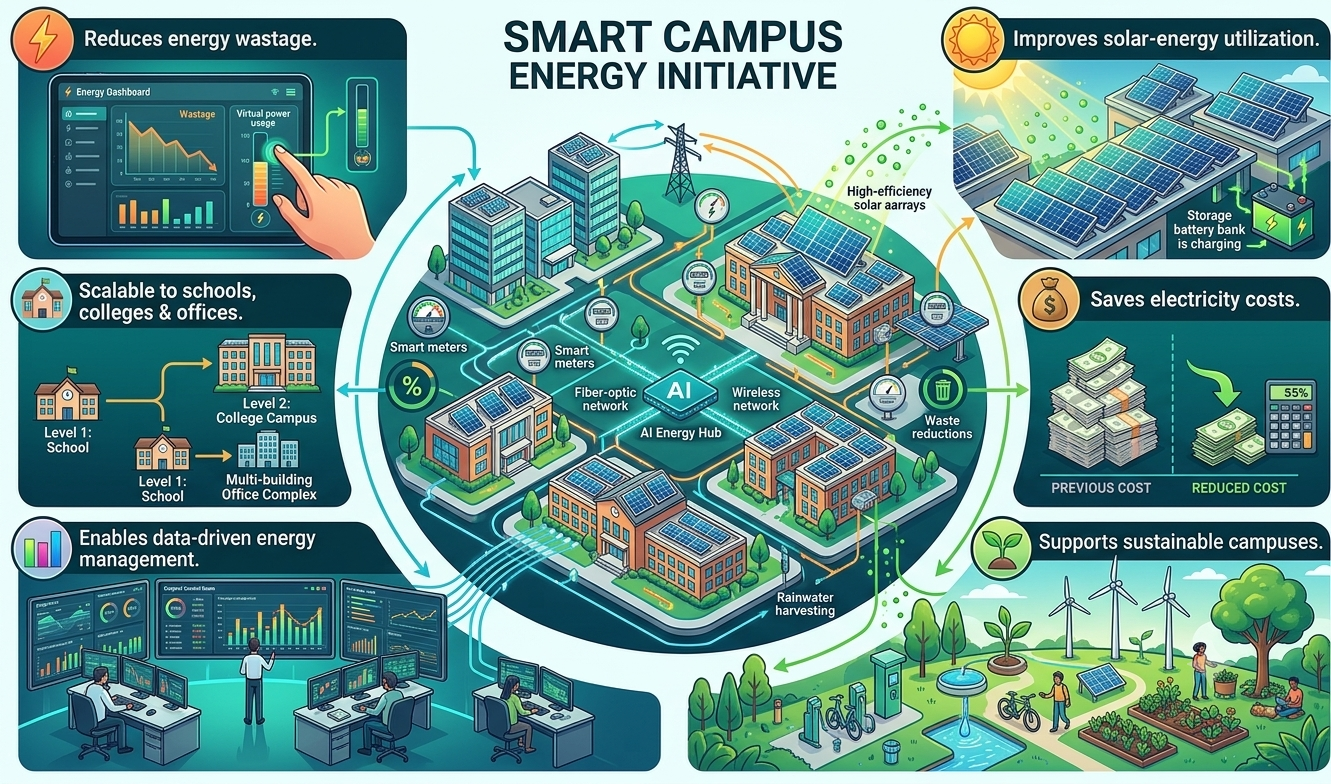 SMART CAMPUS
ENERGY INITIATIVE
Reduces energy wastage.
Energy Dashboard
Wastage
Virtual power
usege
Scalable to schools,
colleges & offices.
Level 1:
School
Level 2:
College Campus
Level 1:
School
Multi-building
Office Complex
Enables data-driven energy
management.
Smart meters
Smart
meters
%
Fiber-optic
network
AI
Wireless
network
AI Energy Hub
High-efficiency
solar aarrays
Waste
reductions
Rainwater
harvesting
Improves solar-energy utilization.
Storage
battery bank
is charging
Saves electricity costs.
$
55%
PREVIOUS COST
REDUCED COST
Supports sustainable campuses.